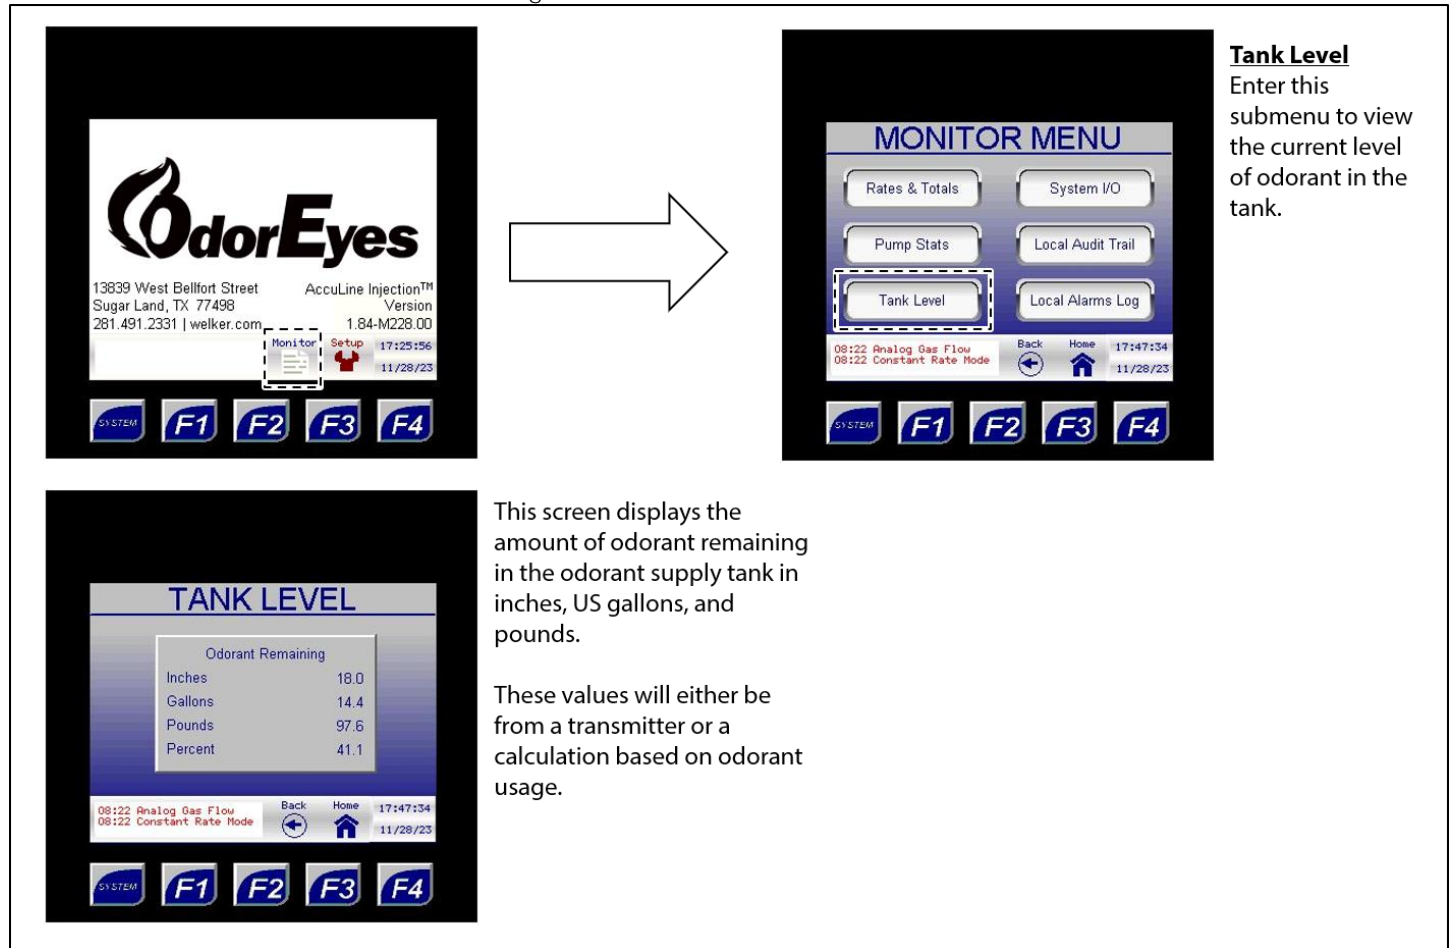 OdorEyes
13839 West Bellfort Street
Sugar Land, TX 77498
281.491.2331 | welker.com
AccuLine Injection™
Version
1.84-M228.00
Monitor
Setup
17:25:56
11/28/23
SYSTEM
F1
F2
F3
F4
MONITOR MENU
Rates & Totals
System I/O
Pump Stats
Local Audit Trail
Tank Level
Local Alarms Log
08:22 Analog Gas Flow
08:22 Constant Rate Mode
Back
Home
17:47:34
11/28/23
SYSTEM
F1
F2
F3
F4
Tank Level
Enter this
submenu to view
the current level
of odorant in the
tank.
TANK LEVEL
Odorant Remaining
Inches 18.0
Gallons 14.4
Pounds 97.6
Percent 41.1
08:22 Analog Gas Flow
08:22 Constant Rate Mode
Back
Home
17:47:34
11/28/23
SYSTEM
F1
F2
F3
F4
This screen displays the
amount of odorant remaining
in the odorant supply tank in
inches, US gallons, and
pounds.
These values will either be
from a transmitter or a
calculation based on odorant
usage.